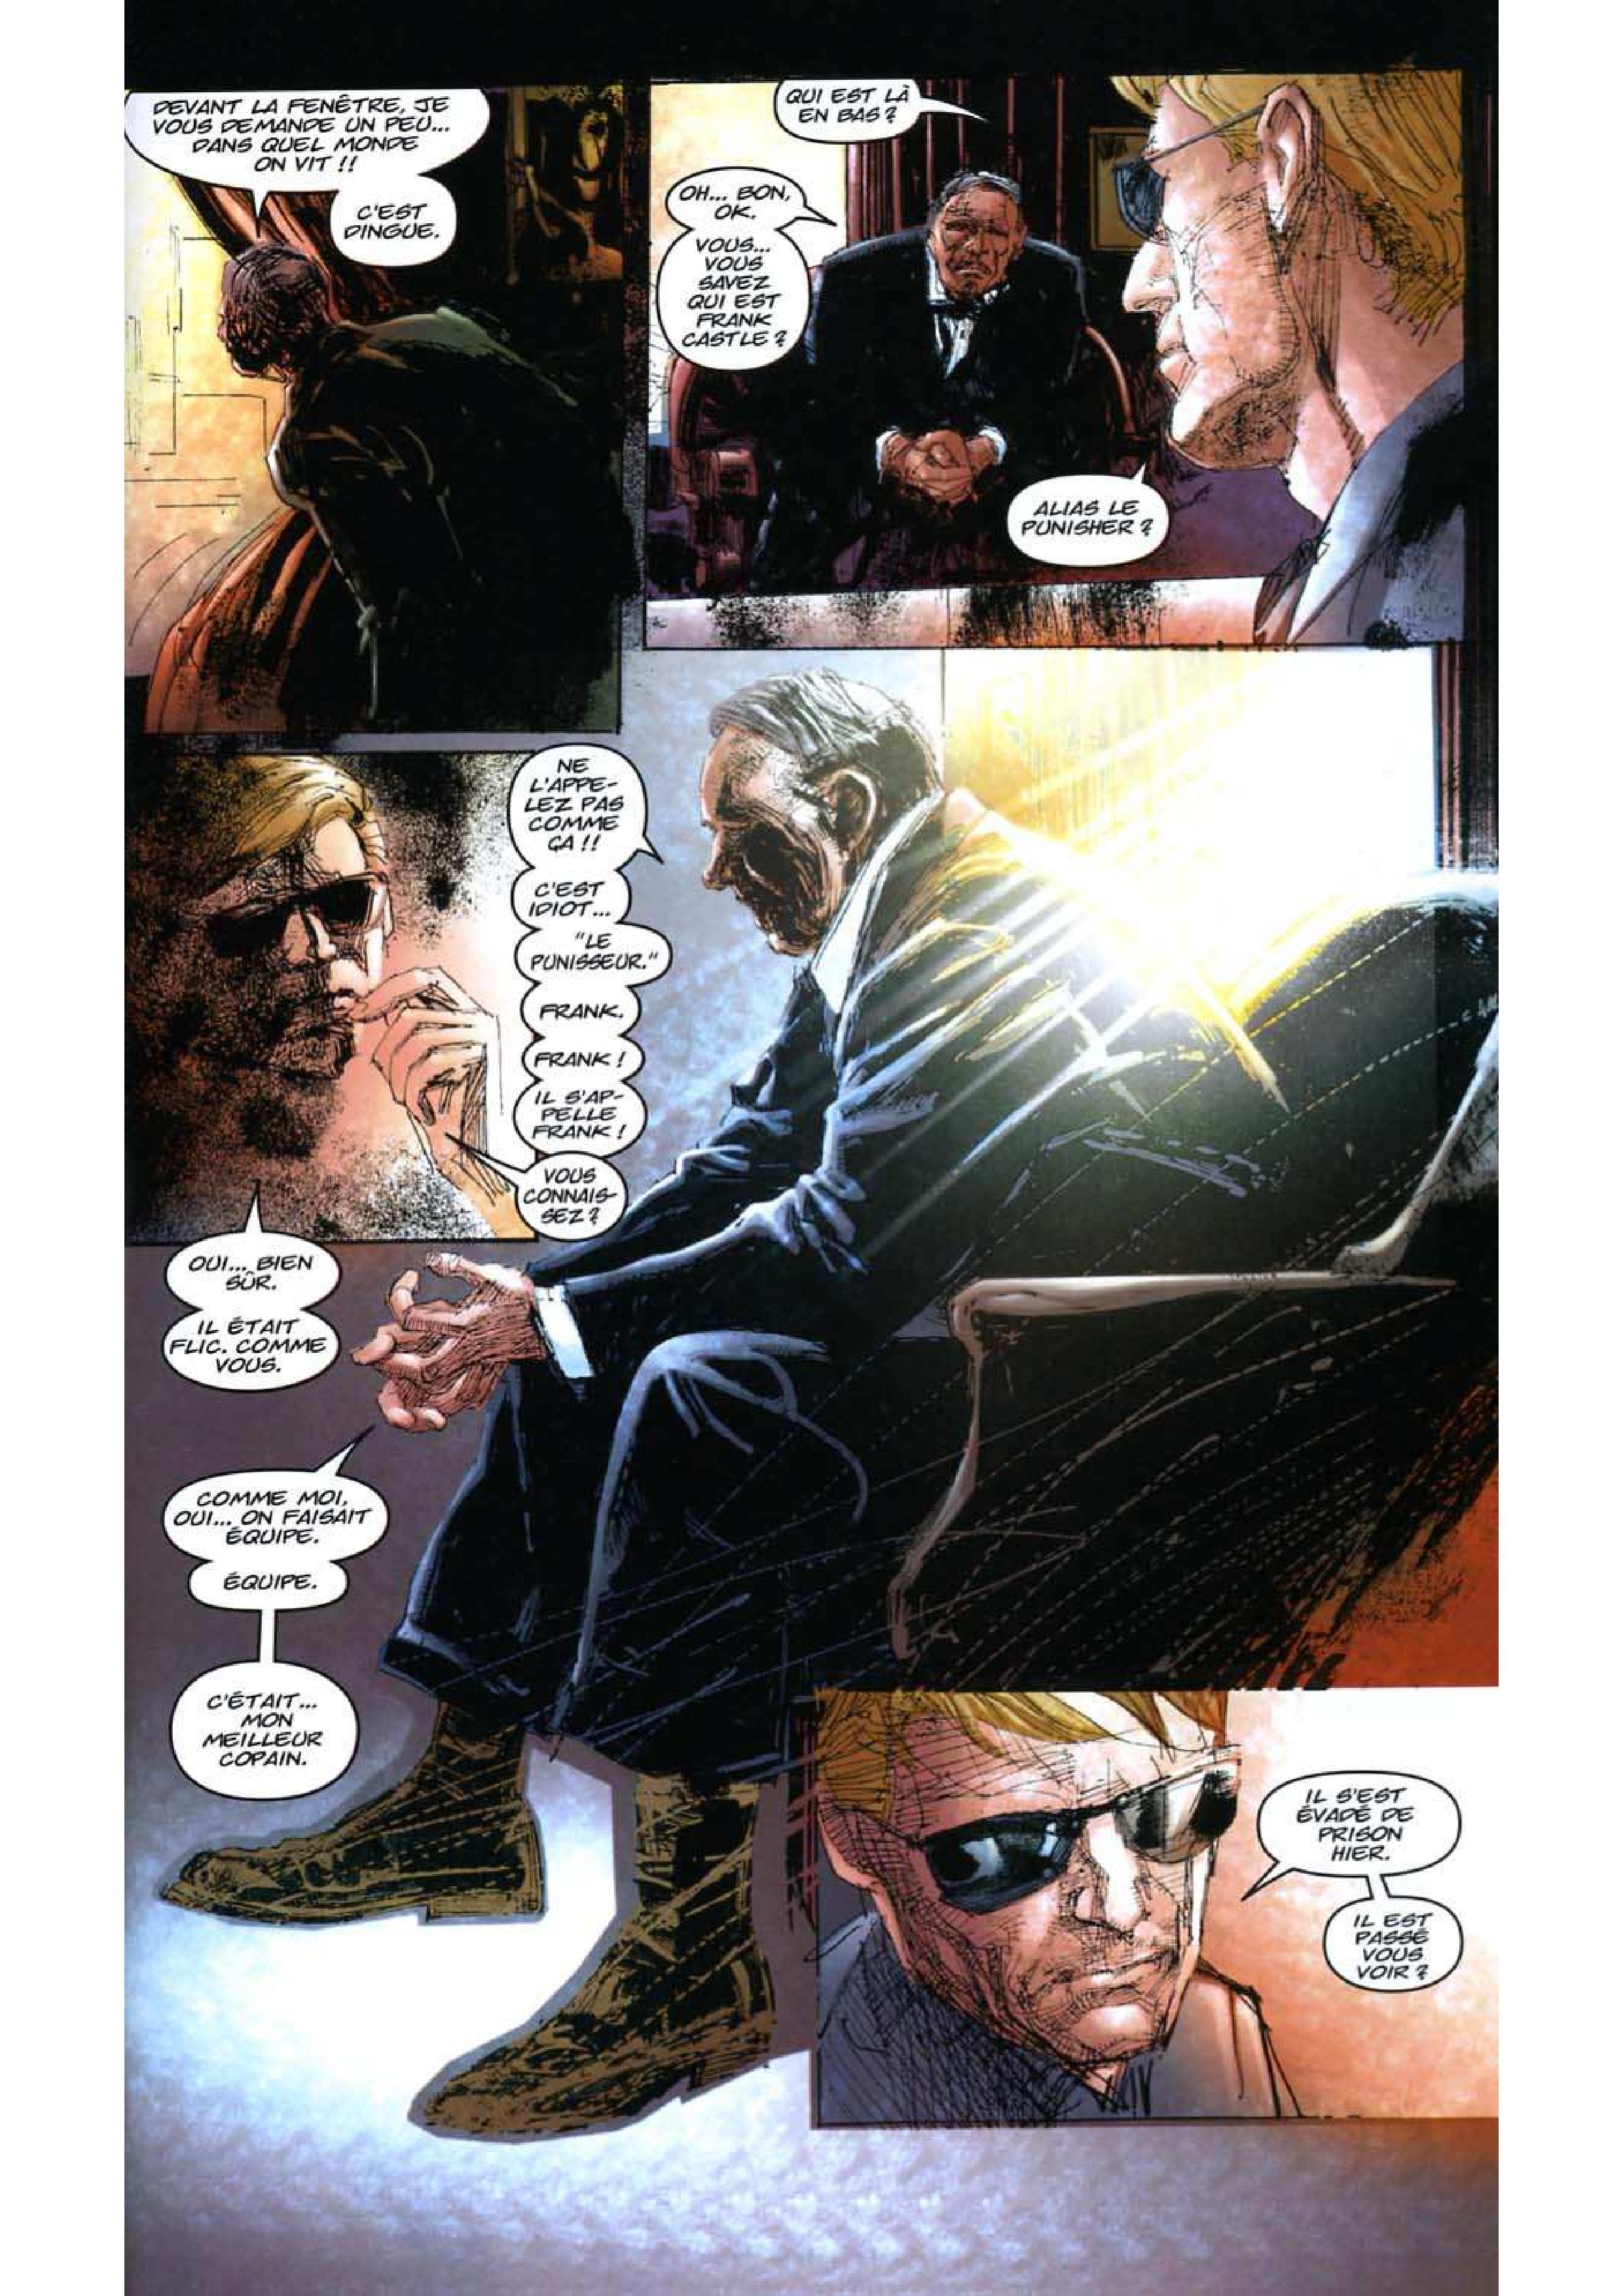 DEVANT LA FENÊTRE, JE
VOUS DEMANDE UN PEU...
DANS QUEL MONDE
ON VIT !!
C'EST
DINGUE.
QUI EST LÀ
EN BAS ?
OH... BON,
OK.
VOUS...
VOUS
SAVEZ
QUI EST
FRANK
CASTLE ?
ALIAS LE
PUNISHER ?
NE
L'APPE-
LEZ PAS
COMME
ÇA !!
C'EST
IDIOT...
"LE
PUNISSEUR."
FRANK.
FRANK !
IL S'AP-
PELLE
FRANK !
VOUS
CONNAIS-
SEZ ?
OUI... BIEN
SÛR.
IL ÉTAIT
FLIC. COMME
VOUS.
COMME MOI,
OUI... ON FAISAIT
ÉQUIPE.
ÉQUIPE.
C'ÉTAIT...
MON
MEILLEUR
COPAIN.
IL S'EST
ÉVADÉ DE
PRISON
HIER.
IL EST
PASSÉ
VOUS
VOIR ?